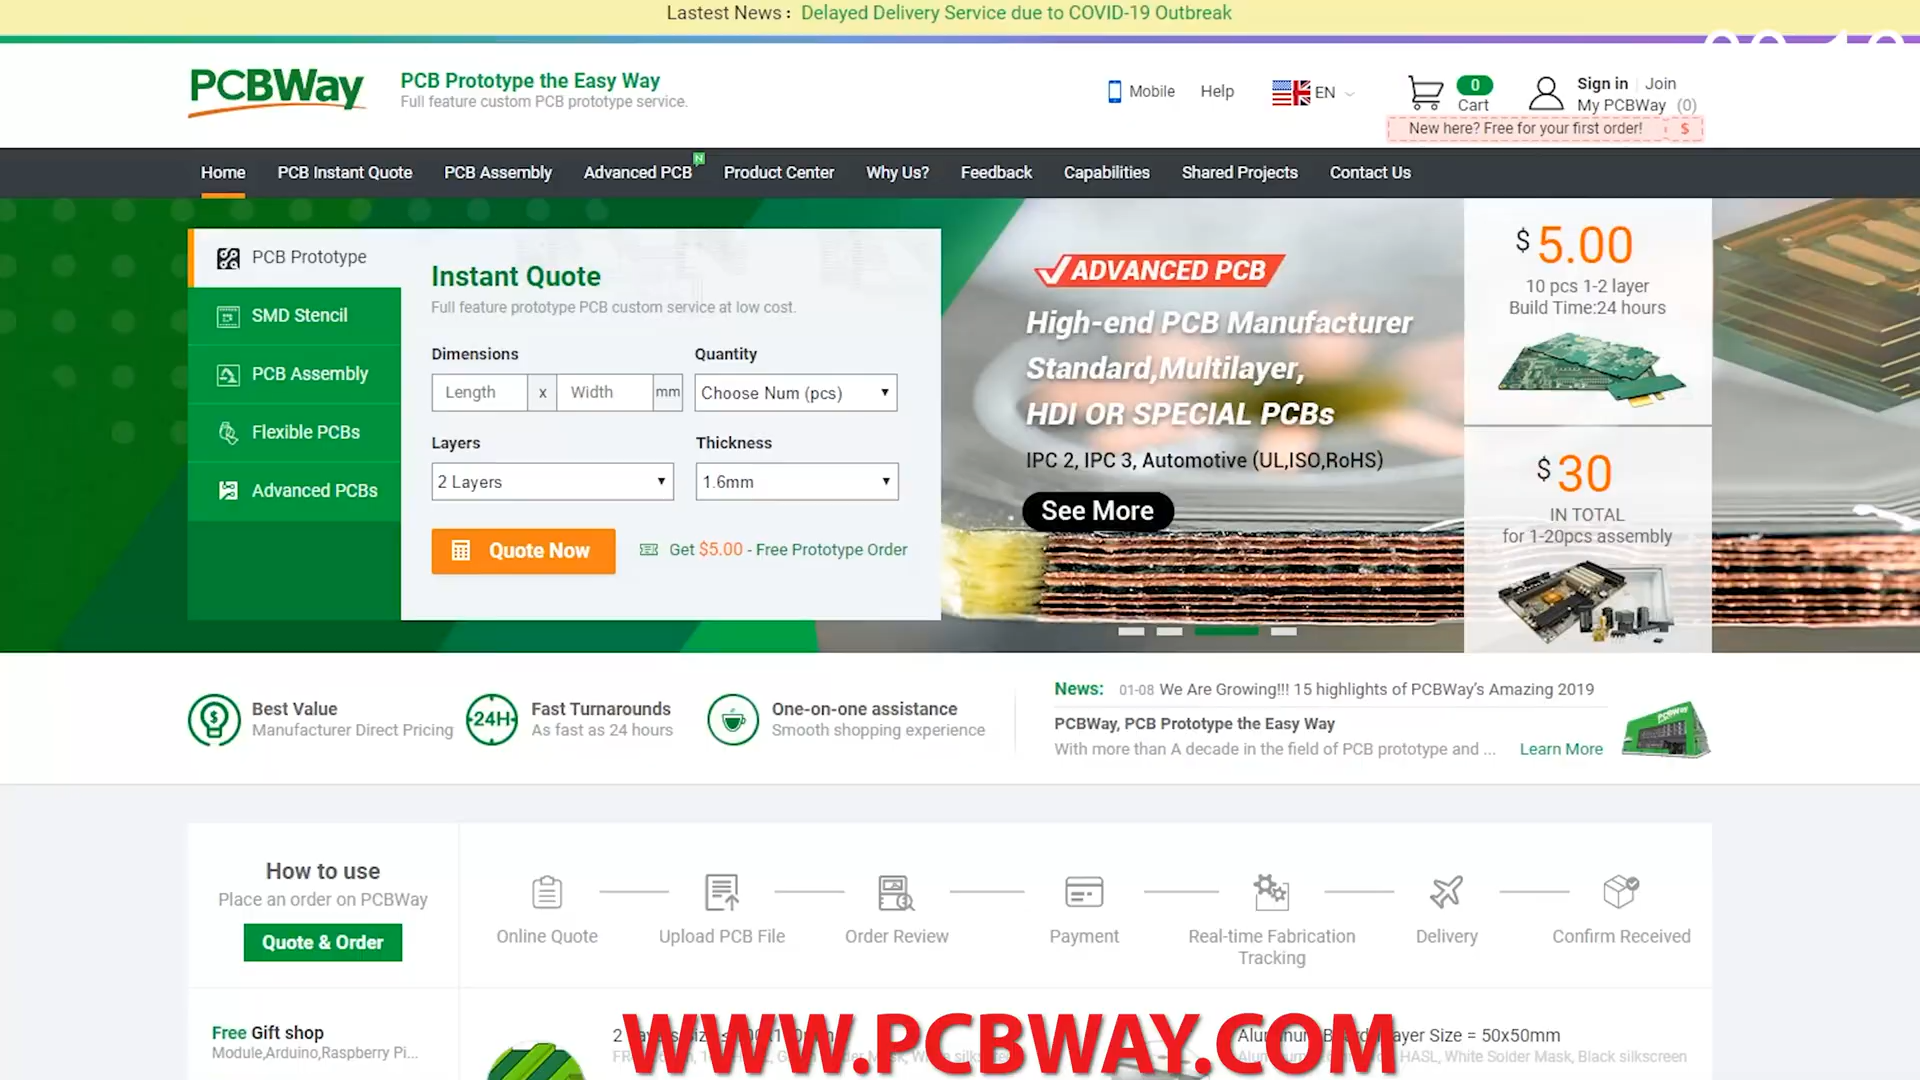 Lastest News : Delayed Delivery Service due to COVID-19 Outbreak
PCBWay
PCB Prototype the Easy Way
Full feature custom PCB prototype service.
Mobile
Help
EN
0
Cart
Sign in | Join
My PCBWay (0)
New here? Free for your first order! $
Home
PCB Instant Quote
PCB Assembly
Advanced PCB
N
Product Center
Why Us?
Feedback
Capabilities
Shared Projects
Contact Us
PCB Prototype
SMD Stencil
PCB Assembly
Flexible PCBs
Advanced PCBs
Instant Quote
Full feature prototype PCB custom service at low cost.
Dimensions
Quantity
Length x Width mm
Choose Num (pcs)
Layers
Thickness
2 Layers
1.6mm
Quote Now
Get $5.00 - Free Prototype Order
ADVANCED PCB
High-end PCB Manufacturer
Standard,Multilayer,
HDI OR SPECIAL PCBs
IPC 2, IPC 3, Automotive (UL,ISO,RoHS)
See More
$ 5.00
10 pcs 1-2 layer
Build Time:24 hours
$ 30
IN TOTAL
for 1-20pcs assembly
Best Value
Manufacturer Direct Pricing
24H
Fast Turnarounds
As fast as 24 hours
One-on-one assistance
Smooth shopping experience
News: 01-08 We Are Growing!!! 15 highlights of PCBWay's Amazing 2019
PCBWay, PCB Prototype the Easy Way
With more than A decade in the field of PCB prototype and ... Learn More
PCBWay
How to use
Place an order on PCBWay
Quote & Order
Online Quote
Upload PCB File
Order Review
Payment
Real-time Fabrication
Tracking
Delivery
Confirm Received
Free Gift shop
Module,Arduino,Raspberry Pi...
Layer Size = 50x50mm
HASL, White Solder Mask, Black silkscreen
WWW.PCBWAY.COM